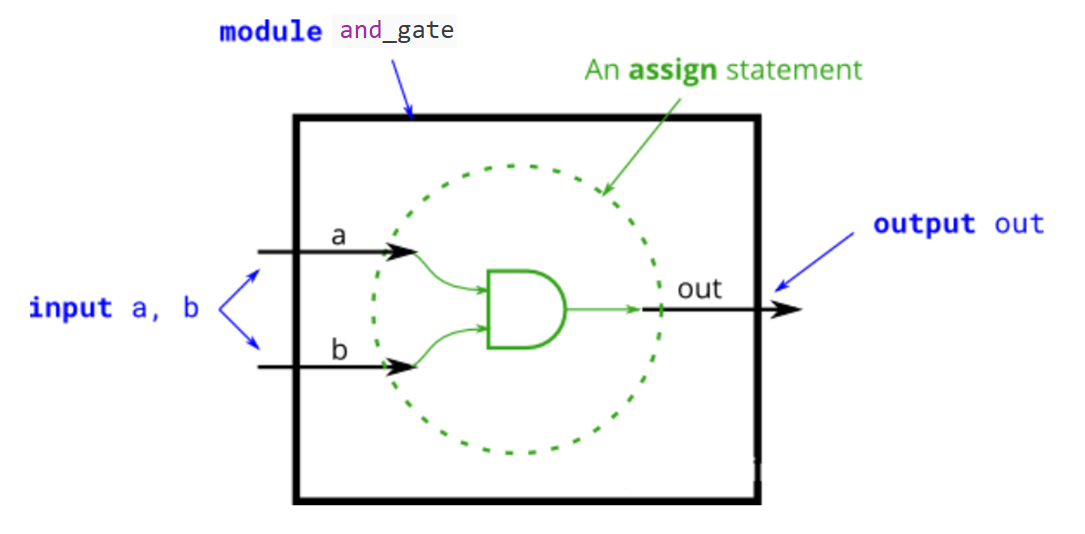 module and_gate
An assign statement
a
output out
out
input a, b
b